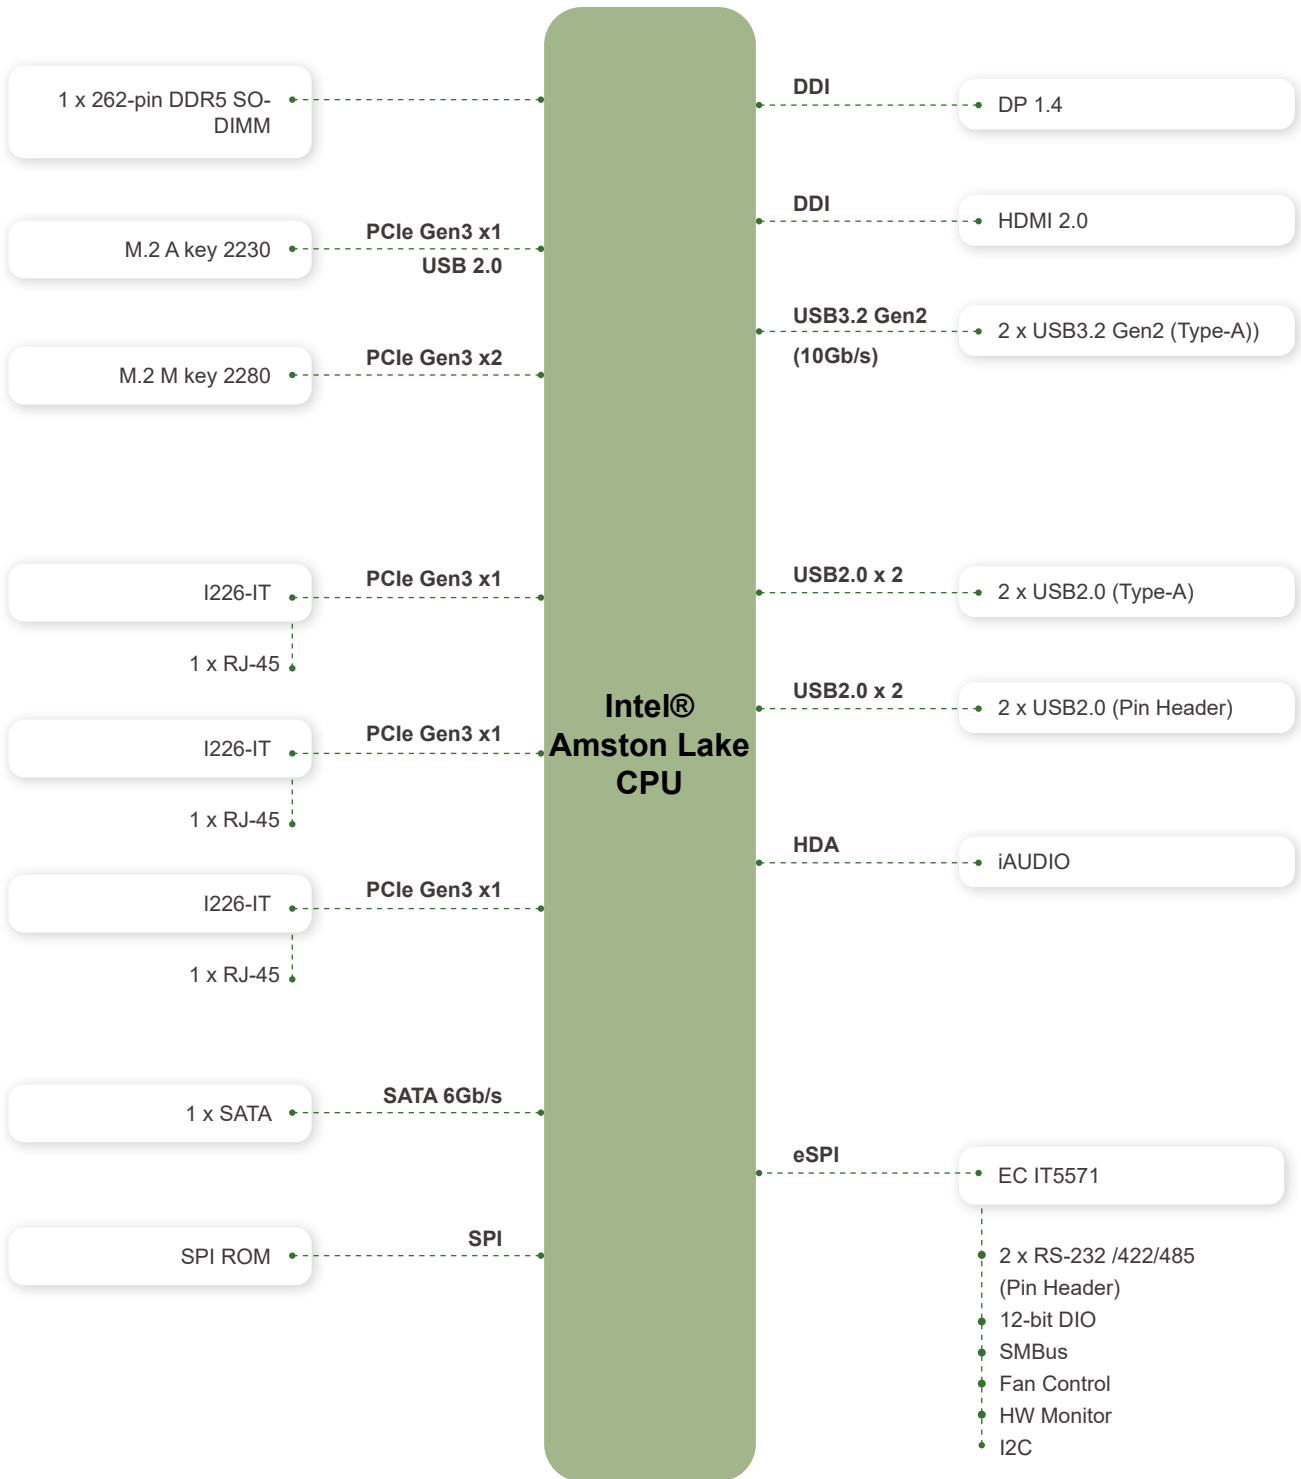 1 x 262-pin DDR5 SO-
DIMM
PCIe Gen3 x1
M.2 A key 2230
USB 2.0
PCIe Gen3 x2
M.2 M key 2280
PCIe Gen3 x1
I226-IT
1 x RJ-45
PCIe Gen3 x1
I226-IT
1 x RJ-45
PCIe Gen3 x1
I226-IT
1 x RJ-45
SATA 6Gb/s
1 x SATA
SPI
SPI ROM
Intel®
Amston Lake
CPU
DDI
DP 1.4
DDI
HDMI 2.0
USB3.2 Gen2
2 x USB3.2 Gen2 (Type-A))
(10Gb/s)
USB2.0 x 2
2 x USB2.0 (Type-A)
USB2.0 x 2
2 x USB2.0 (Pin Header)
HDA
iAUDIO
eSPI
EC IT5571
2 x RS-232 /422/485
(Pin Header)
12-bit DIO
SMBus
Fan Control
HW Monitor
I2C